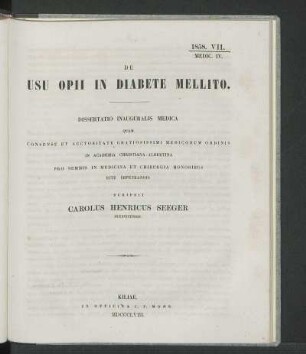 1858. VII.
MEDIC. IV.
DE
USU OPII IN DIABETE MELLITO.
DISSERTATIO INAUGURALIS MEDICA
QUAM
CONSENSU ET AUCTORITATE GRATIOSISSIMI MEDICORUM ORDINIS
IN ACADEMIA CHRISTIANA ALBERTINA
PRO SUMMIS IN MEDICINA ET CHIRURGIA HONORIBUS
RITE IMPETRANDIS
SCRIPSIT
CAROLUS HENRICUS SEEGER
KILIAE.
EX OFFICINA C. F. MOHR.
MDCCCLVIII.